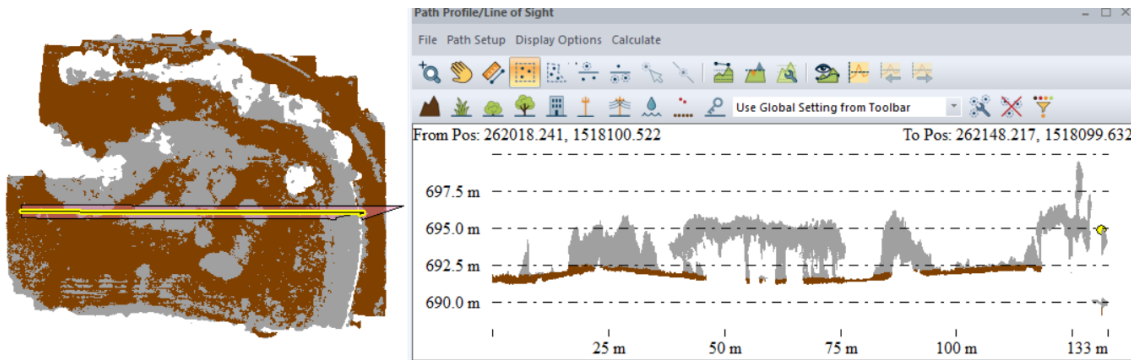 Path Profile/Line of Sight
File Path Setup Display Options Calculate
Use Global Setting from Toolbar
From Pos: 262018.241, 1518100.522 To Pos: 262148.217, 1518099.632
697.5 m
695.0 m
692.5 m
690.0 m
25 m 50 m 75 m 100 m 133 m